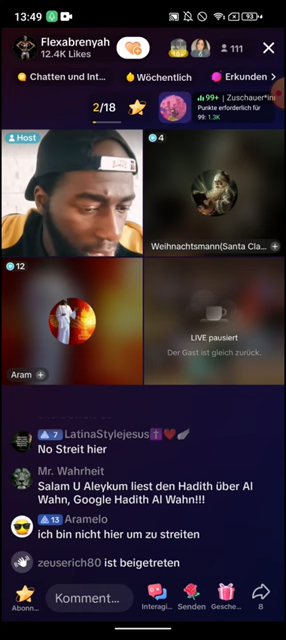 13:49
93
Flexabrenyah
12.4K Likes
111
Chatten und Int...
Wöchentlich
Erkunden
2/18
99+ | Zuschauer*in
Punkte erforderlich für
99: 1.3K
Host
4
Weihnachtsmann(Santa Cla...
12
Aram
LIVE pausiert
Der Gast ist gleich zurück.
7 LatinaStylejesus
No Streit hier
Mr. Wahrheit
Salam U Aleykum liest den Hadith über Al
Wahn, Google Hadith Al Wahn!!!
13 Aramelo
ich bin nicht hier um zu streiten
zeuserich80 ist beigetreten
Abonn...
Komment...
Interagi...
Senden
Gesche...
8